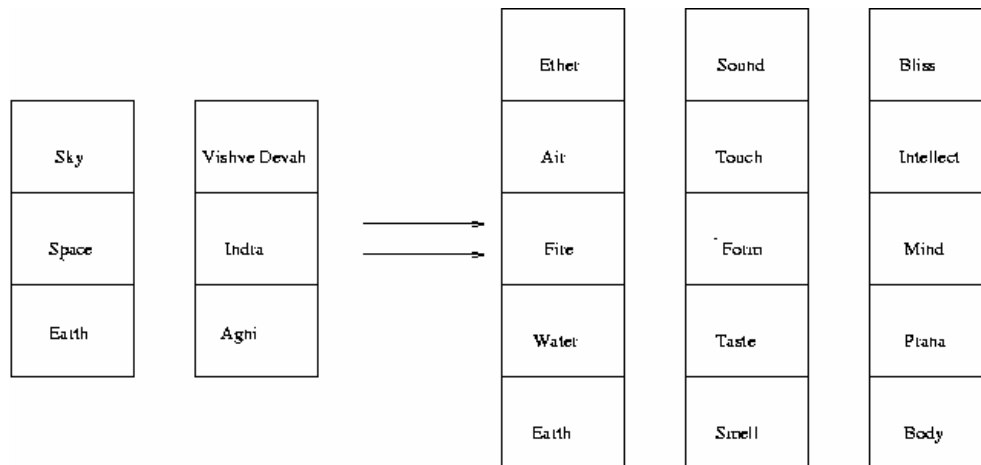 Ether Sound Bliss
Sky Vishve Devah Air Touch Intellect
Space Indra Fire Form Mind
Earth Agni Water Taste Prana
Earth Smell Body